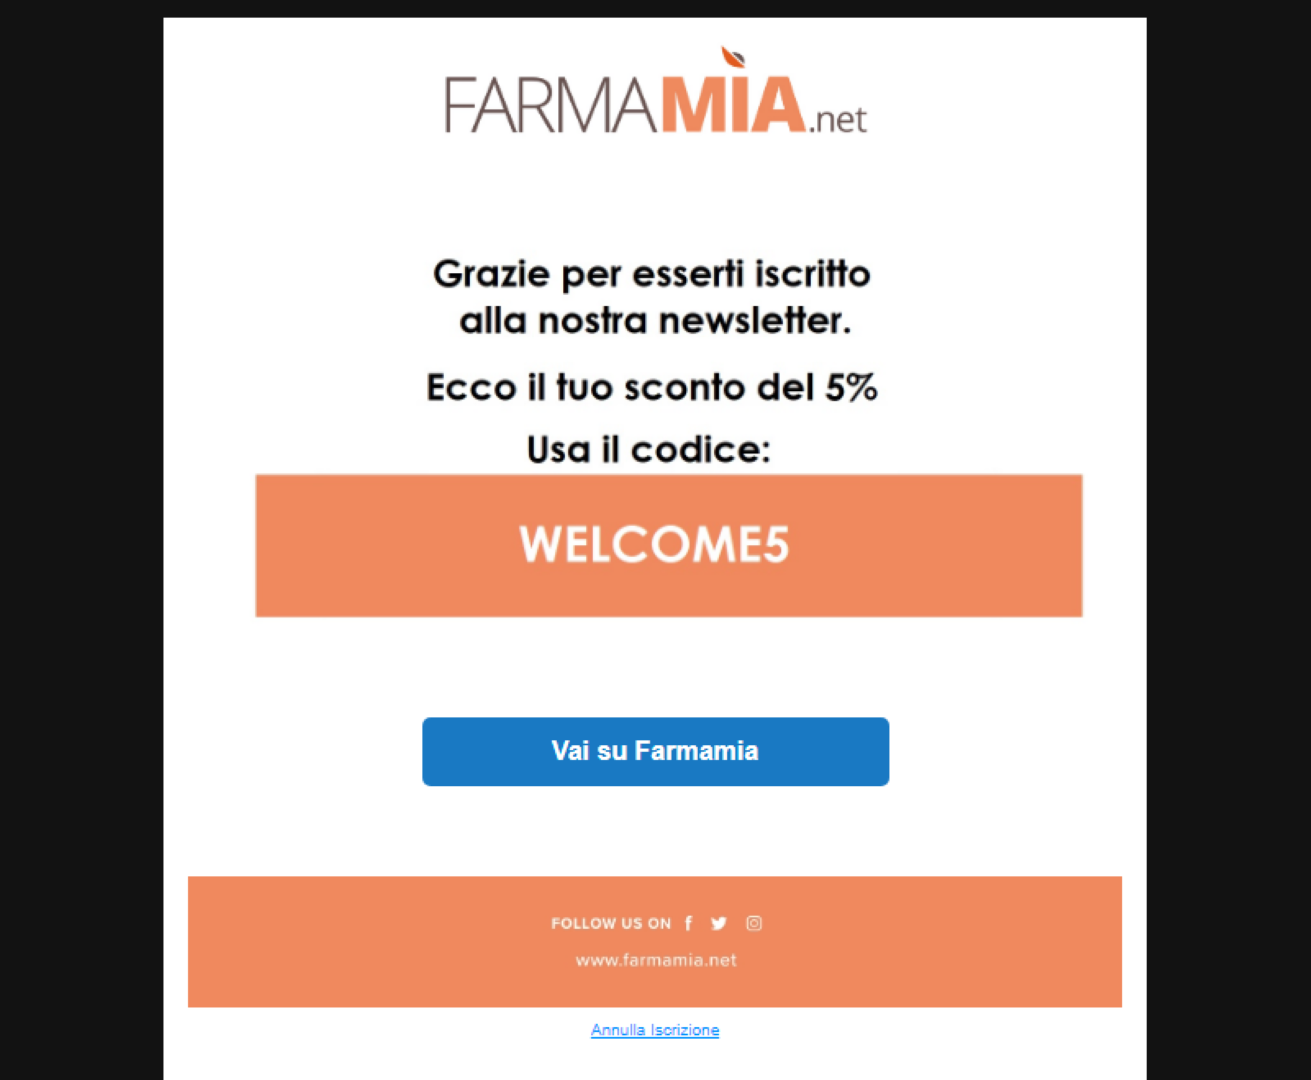 FARMAMÌA.net
Grazie per esserti iscritto
alla nostra newsletter.
Ecco il tuo sconto del 5%
Usa il codice:
WELCOME5
Vai su Farmamia
FOLLOW US ON
www.farmamia.net
Annulla Iscrizione